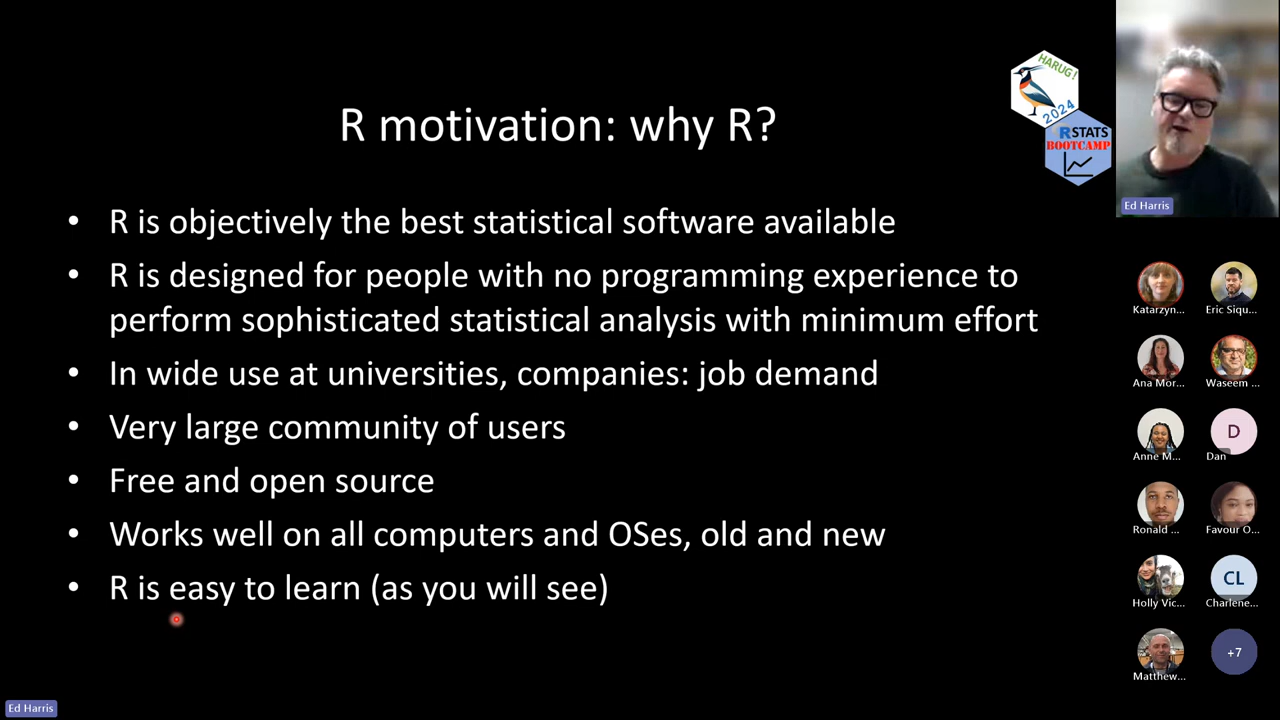 R motivation: why R?
HARUG!
2024
RSTATS
BOOTCAMP
• R is objectively the best statistical software available
• R is designed for people with no programming experience to
perform sophisticated statistical analysis with minimum effort
• In wide use at universities, companies: job demand
• Very large community of users
• Free and open source
• Works well on all computers and OSes, old and new
• R is easy to learn (as you will see)
Ed Harris
Katarzyn...
Eric Siqu...
Ana Mor...
Waseem ...
Anne M...
D
Dan
Ronald ...
Favour O...
Holly Vic...
CL
Charlene...
Matthew...
+7
Ed Harris